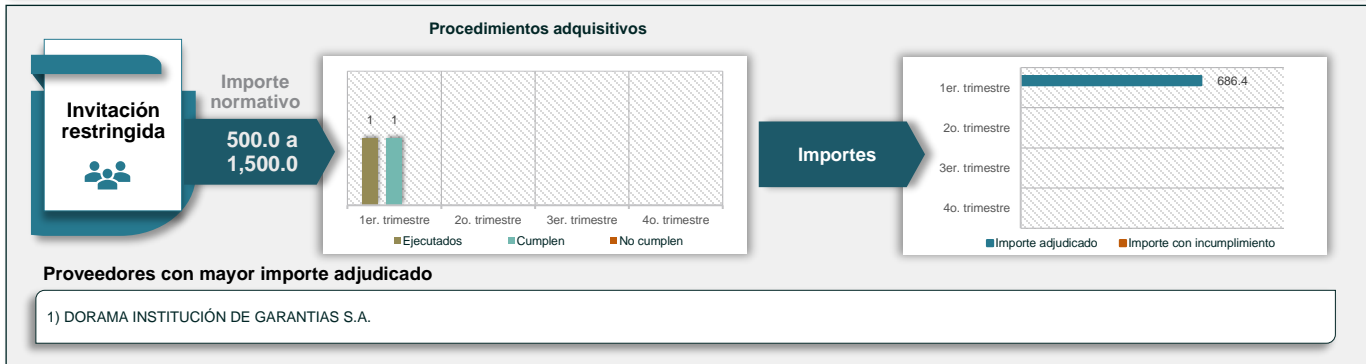 Procedimientos adquisitivos
Invitación
restringida
Importe
normativo
500.0 a
1,500.0
1 1
1er. trimestre 2o. trimestre 3er. trimestre 4o. trimestre
Ejecutados Cumplen No cumplen
Importes
1er. trimestre 686.4
2o. trimestre
3er. trimestre
4o. trimestre
Importe adjudicado Importe con incumplimiento
Proveedores con mayor importe adjudicado
1) DORAMA INSTITUCIÓN DE GARANTIAS S.A.